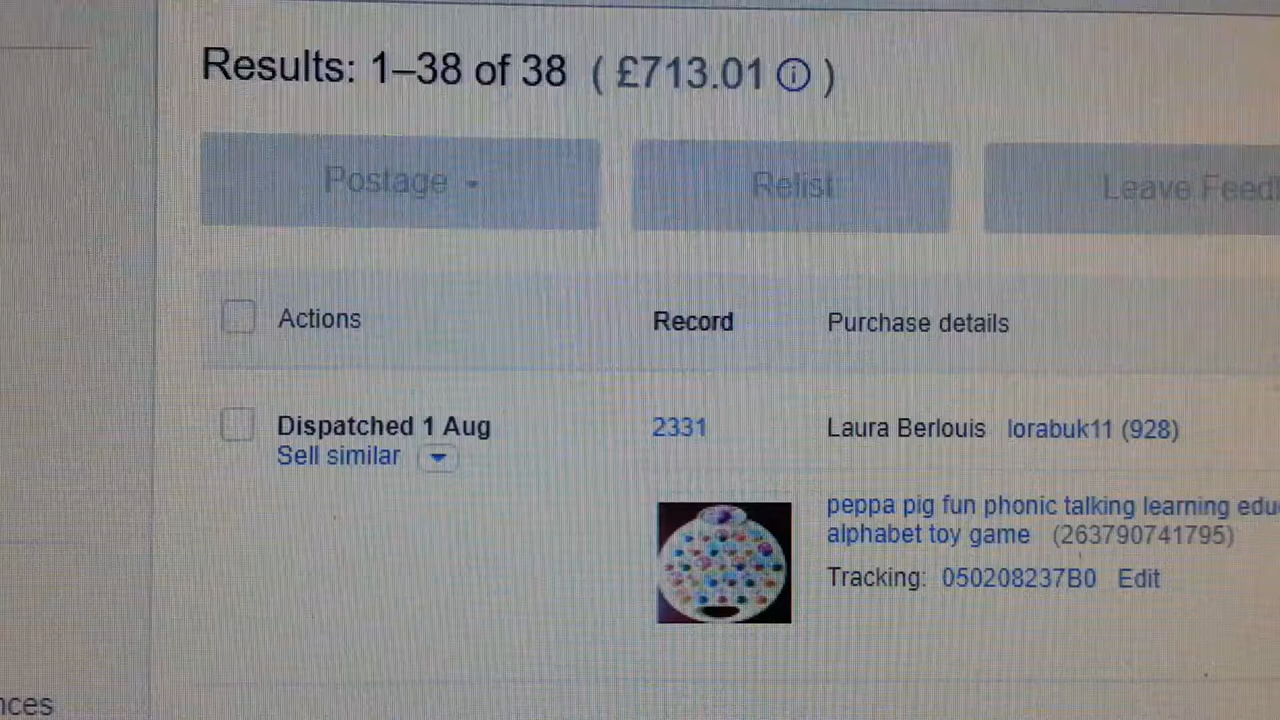 Results: 1–38 of 38 ( £713.01 )
Postage
Relist
Leave
Actions
Record
Purchase details
Dispatched 1 Aug
2331
Laura Berlouis lorabuk11 (928)
Sell similar
peppa pig fun phonic talking learning
alphabet toy game (263790741795)
Tracking: 050208237B0 Edit